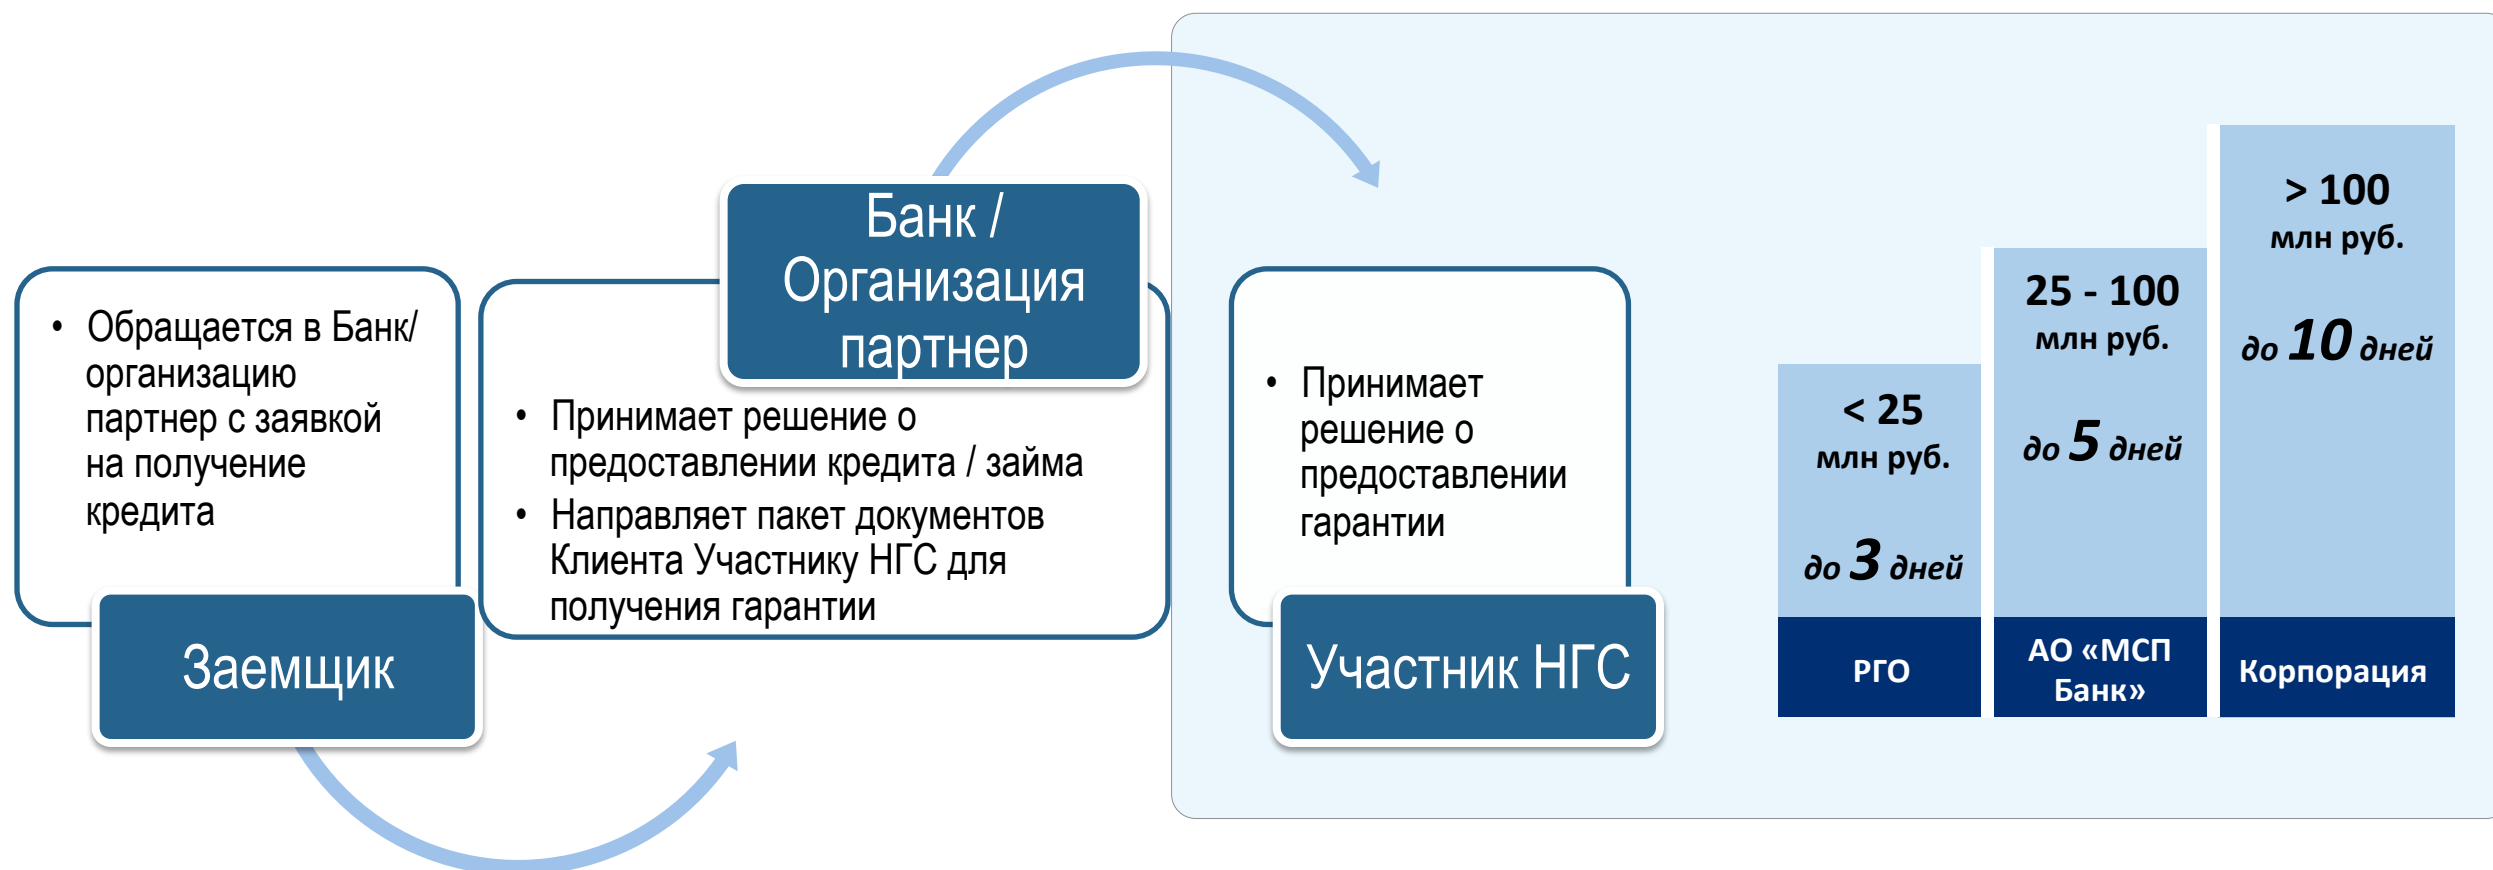 • Обращается в Банк/
организацию
партнер с заявкой
на получение
кредита
Заемщик
Банк /
Организация
партнер
• Принимает решение о
предоставлении кредита / займа
• Направляет пакет документов
Клиента Участнику НГС для
получения гарантии
• Принимает
решение о
предоставлении
гарантии
Участник НГС
< 25
млн руб.
до 3 дней
РГО
25 - 100
млн руб.
до 5 дней
АО «МСП
Банк»
> 100
млн руб.
до 10 дней
Корпорация